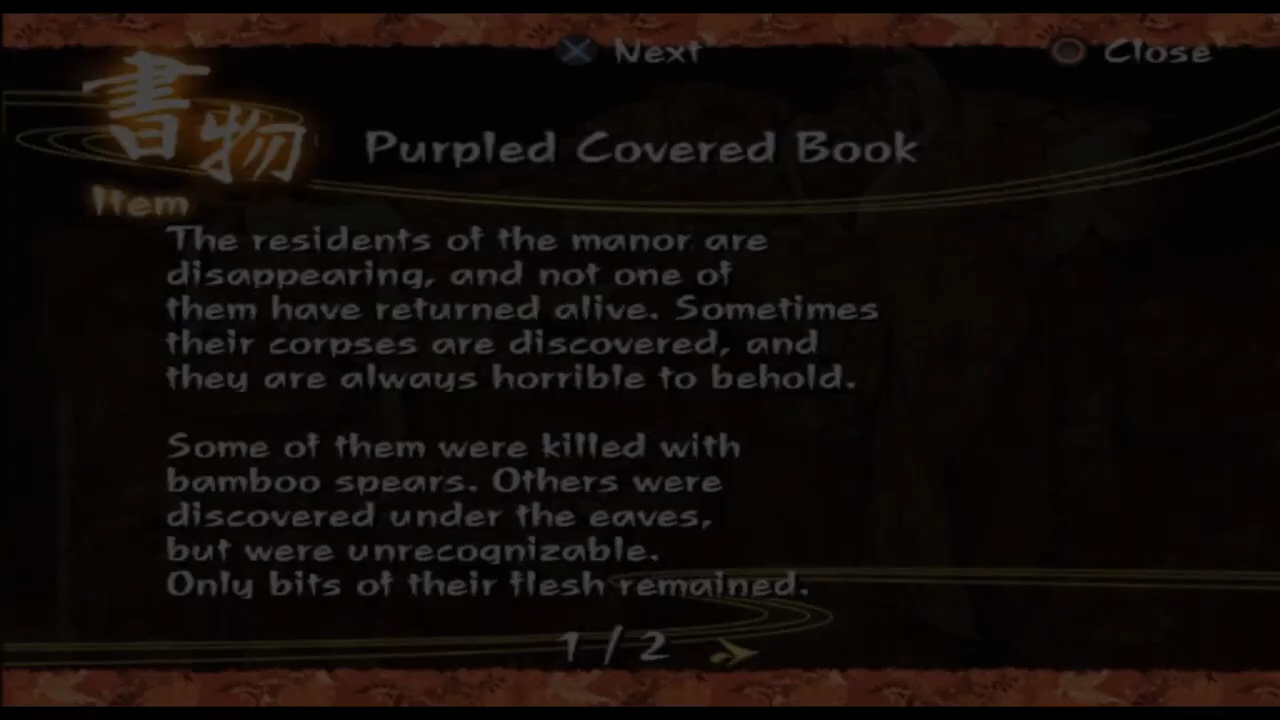 Next
Close
書物
Item
Purpled Covered Book
The residents of the manor are
disappearing, and not one of
them have returned alive. Sometimes
their corpses are discovered, and
they are always horrible to behold.
Some of them were killed with
bamboo spears. Others were
discovered under the eaves,
but were unrecognizable.
Only bits of their flesh remained.
1 / 2